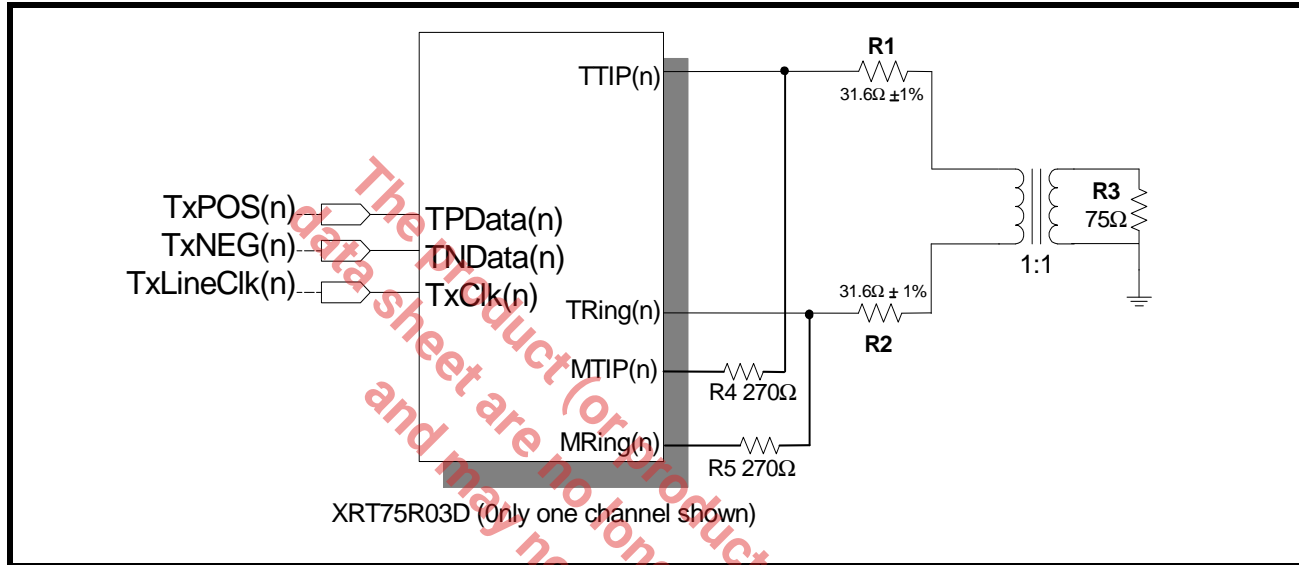 R1
TTIP(n)
31.6Ω ±1%
TxPOS(n)
TPData(n)
R3
75Ω
TxNEG(n)
TNData(n)
1:1
TxLineClk(n)
TxClk(n)
31.6Ω ± 1%
TRing(n)
R2
MTIP(n)
R4 270Ω
MRing(n)
R5 270Ω
XRT75R03D (0nly one channel shown)
The product (or product
data sheet are no long
and may no